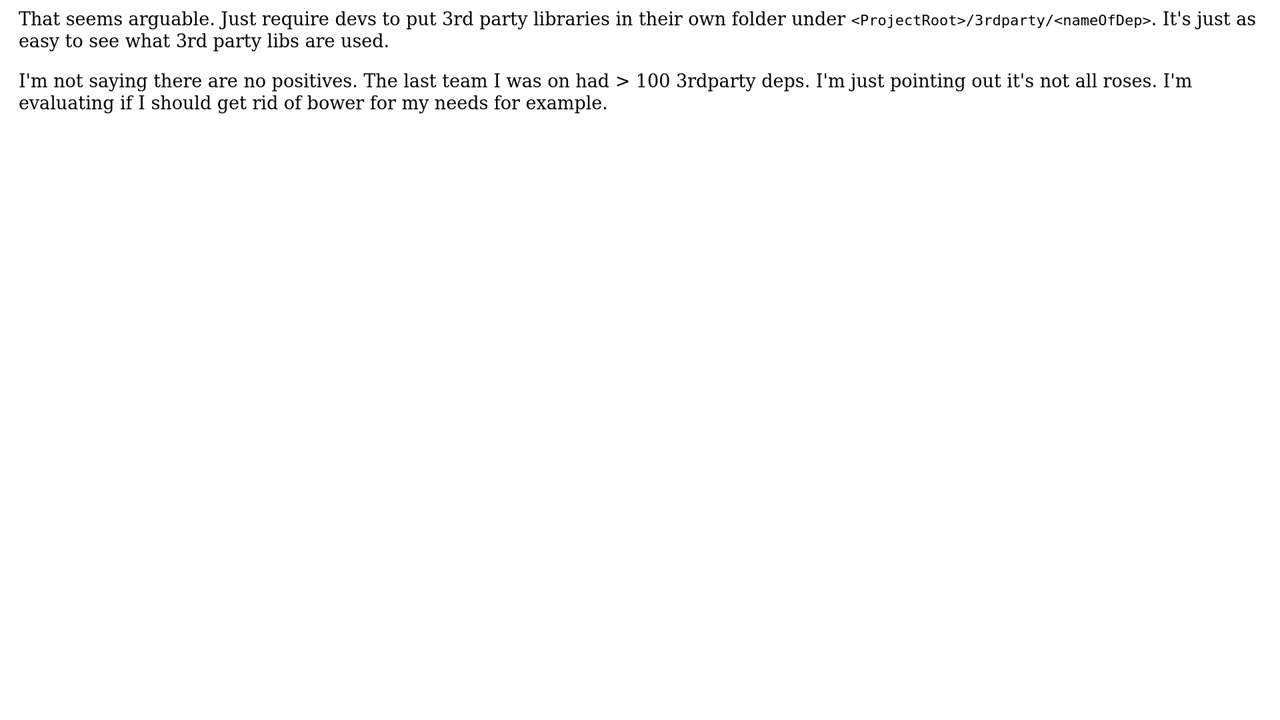 That seems arguable. Just require devs to put 3rd party libraries in their own folder under <ProjectRoot>/3rdparty/<nameOfDep>. It's just as
easy to see what 3rd party libs are used.
I'm not saying there are no positives. The last team I was on had > 100 3rdparty deps. I'm just pointing out it's not all roses. I'm
evaluating if I should get rid of bower for my needs for example.